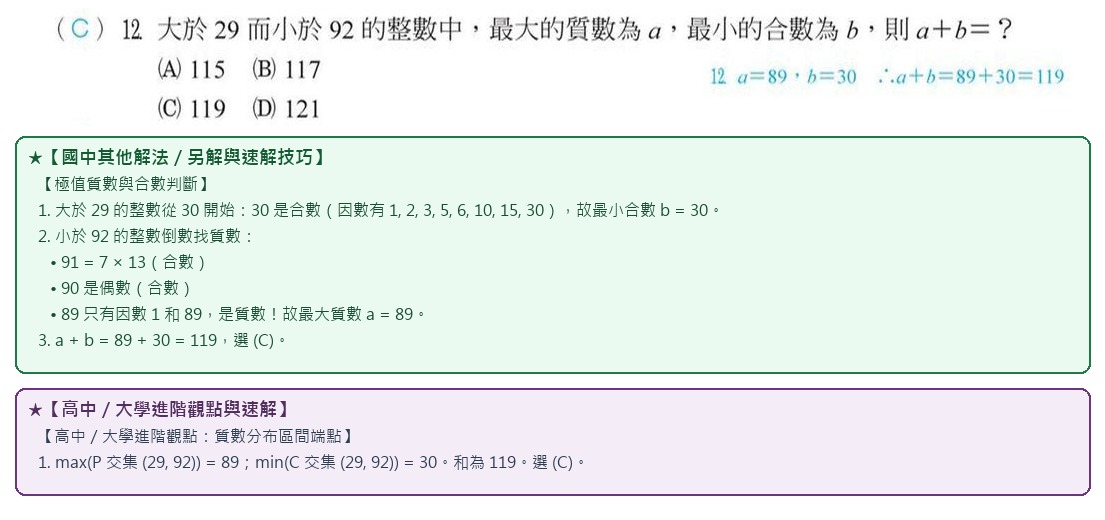 (C) 12 大於 29 而小於 92 的整數中，最大的質數為 a，最小的合數為 b，則 a＋b＝？
(A) 115 (B) 117
12 a＝89，b＝30 ∴a＋b＝89＋30＝119
(C) 119 (D) 121
★【國中其他解法 / 另解與速解技巧】
【極值質數與合數判斷】
1. 大於 29 的整數從 30 開始：30 是合數（因數有 1, 2, 3, 5, 6, 10, 15, 30），故最小合數 b = 30。
2. 小於 92 的整數倒數找質數：
• 91 = 7 × 13（合數）
• 90 是偶數（合數）
• 89 只有因數 1 和 89，是質數！故最大質數 a = 89。
3. a + b = 89 + 30 = 119，選 (C)。
★【高中 / 大學進階觀點與速解】
【高中 / 大學進階觀點：質數分布區間端點】
1. max(P 交集 (29, 92)) = 89；min(C 交集 (29, 92)) = 30。和為 119。選 (C)。